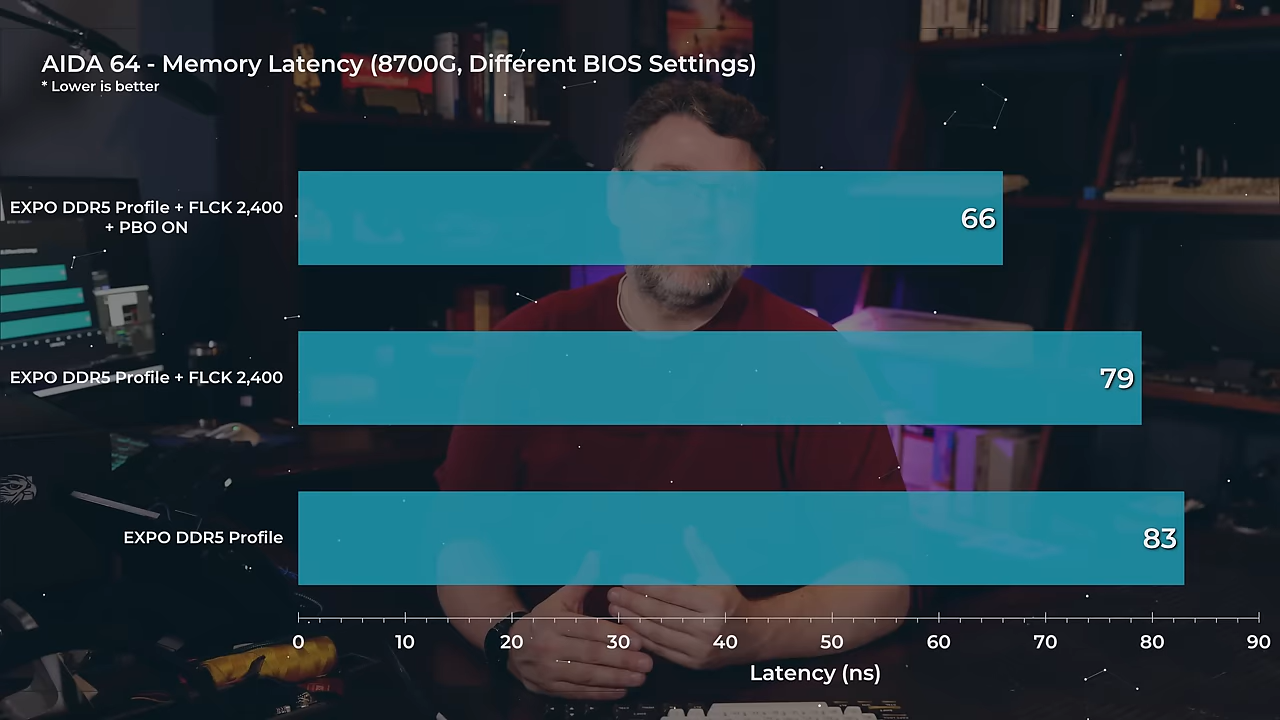 AIDA 64 - Memory Latency (8700G, Different BIOS Settings)
* Lower is better
EXPO DDR5 Profile + FLCK 2,400
+ PBO ON
66
EXPO DDR5 Profile + FLCK 2,400
79
EXPO DDR5 Profile
83
0 10 20 30 40 50 60 70 80 90
Latency (ns)